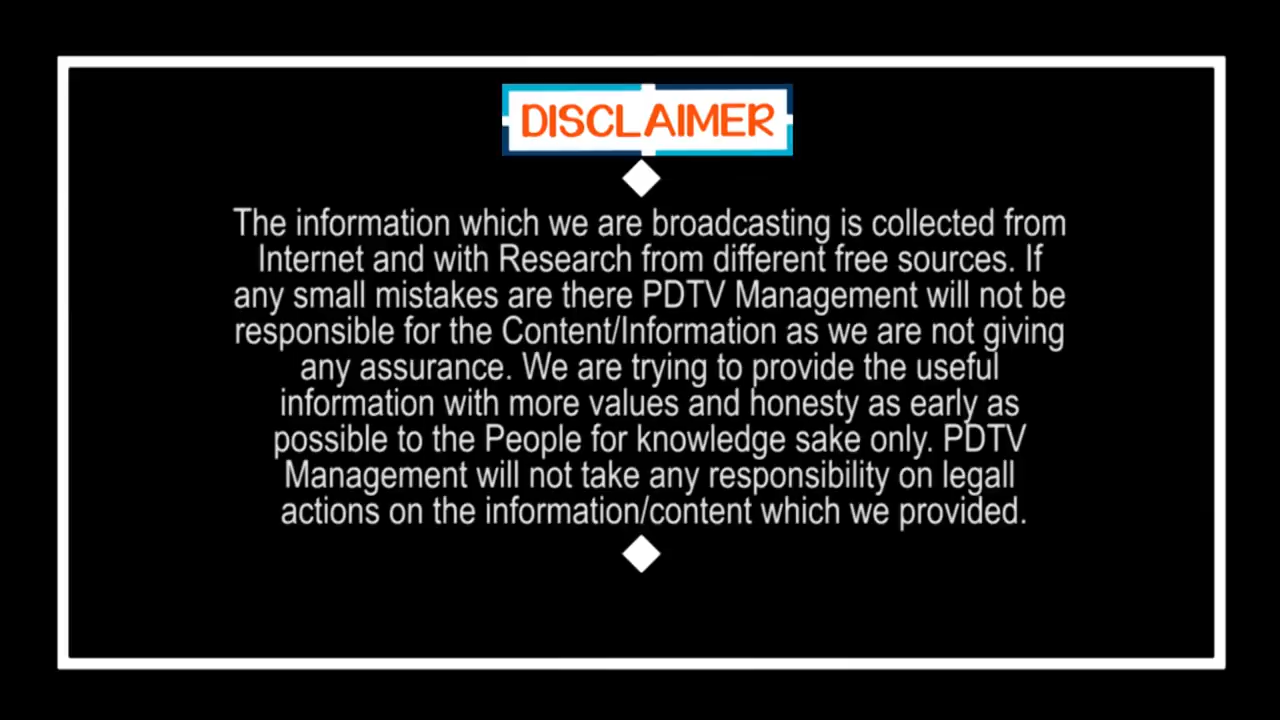 DISCLAIMER
The information which we are broadcasting is collected from
Internet and with Research from different free sources. If
any small mistakes are there PDTV Management will not be
responsible for the Content/Information as we are not giving
any assurance. We are trying to provide the useful
information with more values and honesty as early as
possible to the People for knowledge sake only. PDTV
Management will not take any responsibility on legall
actions on the information/content which we provided.